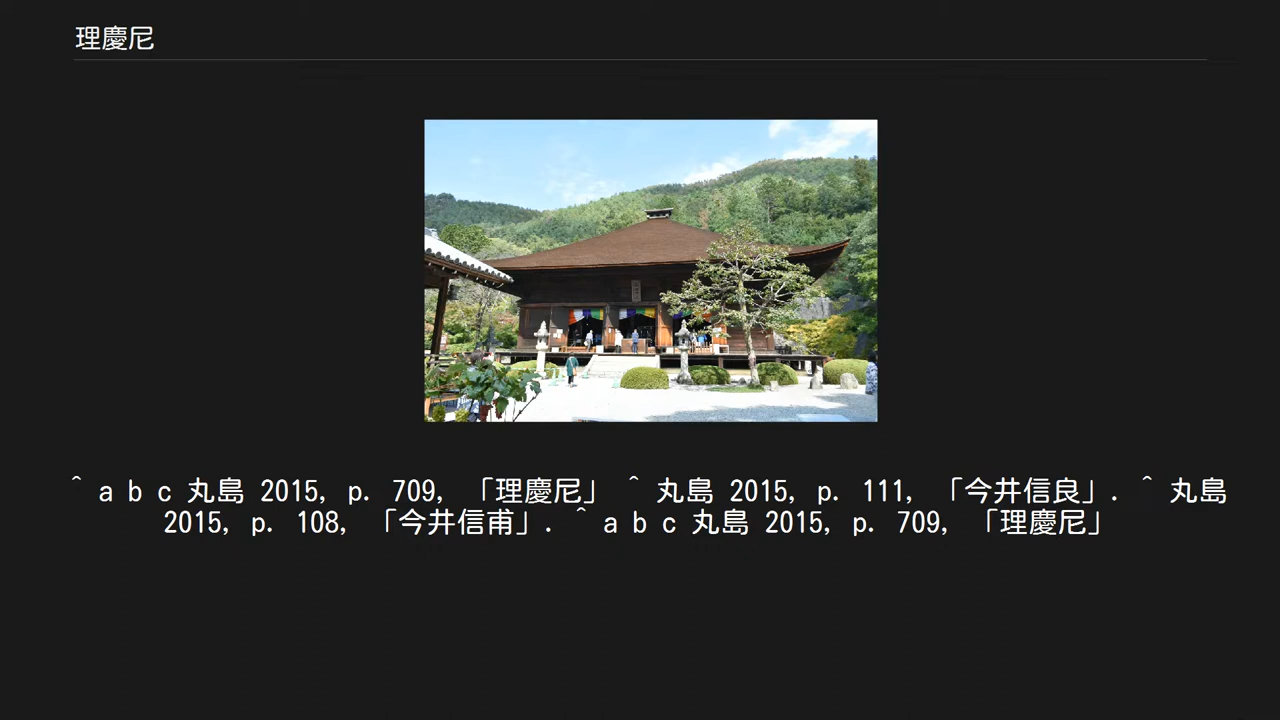 理慶尼
^ a b c 丸島 2015, p. 709, 「理慶尼」 ^ 丸島 2015, p. 111, 「今井信良」. ^ 丸島
2015, p. 108, 「今井信甫」. ^ a b c 丸島 2015, p. 709, 「理慶尼」